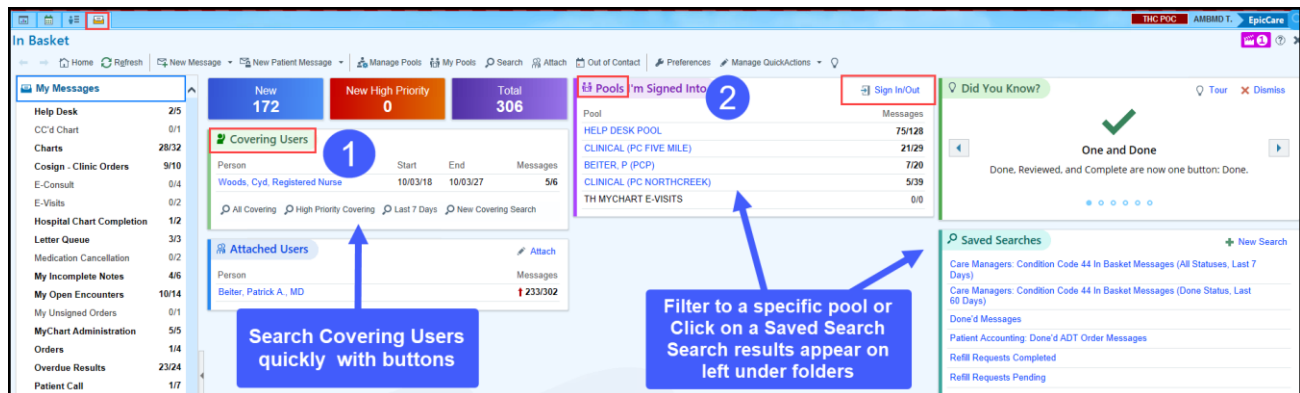 THC POC AMBMD T. EpicCare
In Basket
1
Home Refresh New Message New Patient Message Manage Pools My Pools Search Attach Out of Contact Preferences Manage QuickActions
My Messages
Help Desk 2/5
CC'd Chart 0/1
Charts 28/32
Cosign - Clinic Orders 9/10
E-Consult 0/4
E-Visits 0/2
Hospital Chart Completion 1/2
Letter Queue 3/3
Medication Cancellation 0/2
My Incomplete Notes 4/6
My Open Encounters 10/14
My Unsigned Orders 0/1
MyChart Administration 5/5
Orders 1/4
Overdue Results 23/24
Patient Call 1/7
New
172
New High Priority
0
Total
306
Covering Users
1
Person Start End Messages
Woods, Cyd, Registered Nurse 10/03/18 10/03/27 5/6
All Covering High Priority Covering Last 7 Days New Covering Search
Attached Users Attach
Person Messages
Beiter, Patrick A., MD 233/302
Search Covering Users
quickly with buttons
Pools I'm Signed Into
2
Sign In/Out
Pool Messages
HELP DESK POOL 75/128
CLINICAL (PC FIVE MILE) 21/29
BEITER, P (PCP) 7/20
CLINICAL (PC NORTHCREEK) 5/39
TH MYCHART E-VISITS 0/0
Filter to a specific pool or
Click on a Saved Search
Search results appear on
left under folders
Did You Know? Tour Dismiss
One and Done
Done, Reviewed, and Complete are now one button: Done.
Saved Searches New Search
Care Managers: Condition Code 44 In Basket Messages (All Statuses, Last 7
Days)
Care Managers: Condition Code 44 In Basket Messages (Done Status, Last
60 Days)
Done'd Messages
Patient Accounting: Done'd ADT Order Messages
Refill Requests Completed
Refill Requests Pending